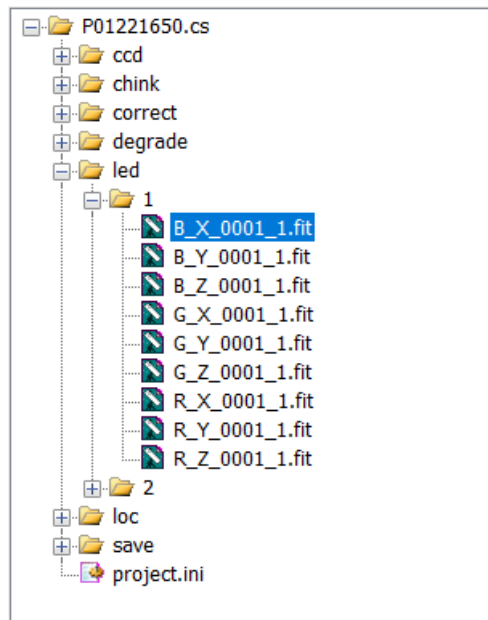 P01221650.cs
ccd
chink
correct
degrade
led
1
B_X_0001_1.fit
B_Y_0001_1.fit
B_Z_0001_1.fit
G_X_0001_1.fit
G_Y_0001_1.fit
G_Z_0001_1.fit
R_X_0001_1.fit
R_Y_0001_1.fit
R_Z_0001_1.fit
2
loc
save
project.ini